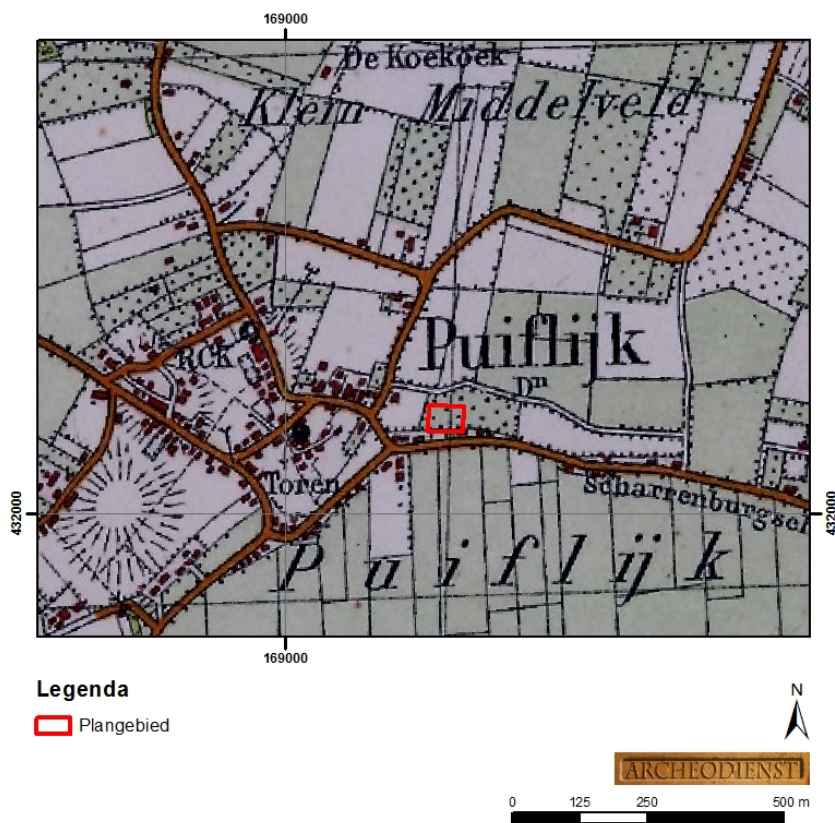 169000
De Koekoek
Klein Middelveld
Puiflijk
RCK
Dⁿ
Toren
Scharrenburgsch
432000
432000
Puiflijk
169000
Legenda
Plangebied
N
ARCHEODIENST
0 125 250 500 m